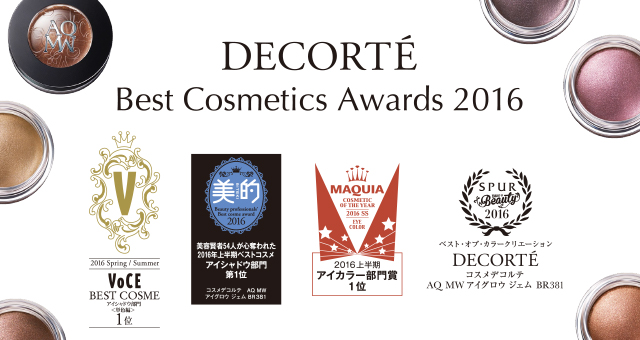 AQ
MW
DECORTÉ
Best Cosmetics Awards 2016
V
2016 Spring / Summer
VoCE
BEST COSME
アイシャドウ部門
<単色編>
1位
美的
Beauty professionals'
Best cosme award
2016
美容賢者54人が心奪われた
2016年上半期ベストコスメ
アイシャドウ部門
第1位
コスメデコルテ AQ MW
アイグロウ ジェム BR381
MAQUIA
COSMETIC
OF THE YEAR
2016 SS
EYE
COLOR
2016上半期
アイカラー部門賞
1位
SPUR
Beauty
2016
ベスト・オブ・カラークリエーション
DECORTÉ
コスメデコルテ
AQ MW アイグロウ ジェム BR381